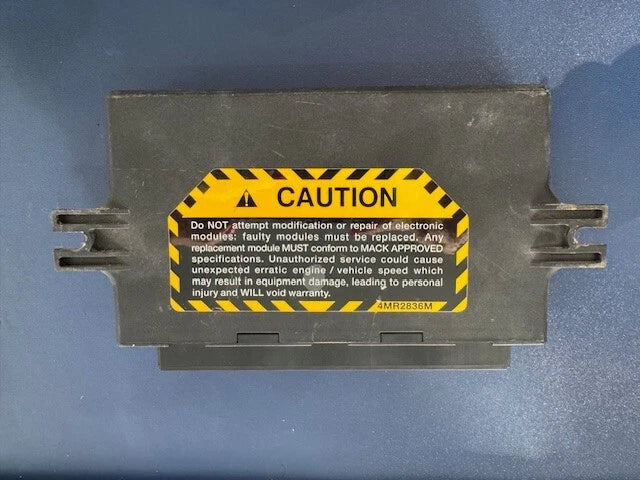 CAUTION
Do NOT attempt modification or repair of electronic
modules: faulty modules must be replaced. Any
replacement module MUST conform to MACK APPROVED
specifications. Unauthorized service could cause
unexpected erratic engine / vehicle speed which
may result in equipment damage, leading to personal
injury and WILL void warranty.
4MR2836M